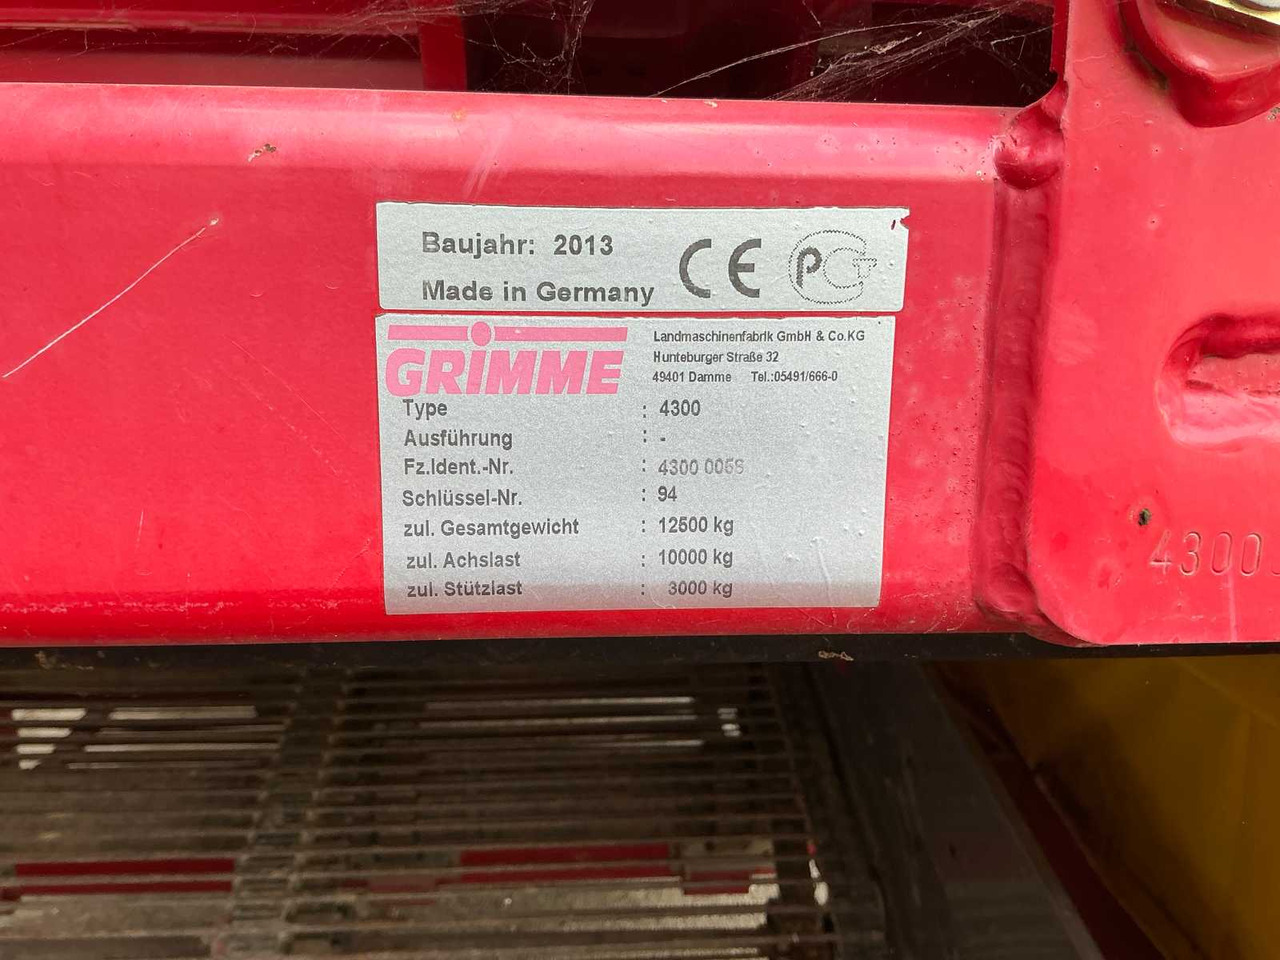 Baujahr: 2013
Made in Germany
CE
GRIMME
Landmaschinenfabrik GmbH & Co.KG
Hunteburger Straße 32
49401 Damme Tel.:05491/666-0
Type : 4300
Ausführung : -
Fz.Ident.-Nr. : 4300
Schlüssel-Nr. : 94
zul. Gesamtgewicht : 12500 kg
zul. Achslast : 10000 kg
zul. Stützlast : 3000 kg